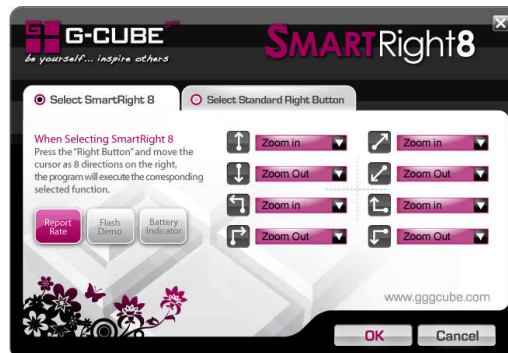 G-CUBE
be yourself... inspire others
SMARTRight8
Select SmartRight 8
Select Standard Right Button
When Selecting SmartRight 8
Press the "Right Button" and move the
cursor as 8 directions on the right,
the program will execute the corresponding
selected function.
Report
Rate
Flash
Demo
Battery
Indicator
Zoom in
Zoom in
Zoom Out
Zoom Out
Zoom in
Zoom in
Zoom Out
Zoom Out
www.gggcube.com
OK
Cancel